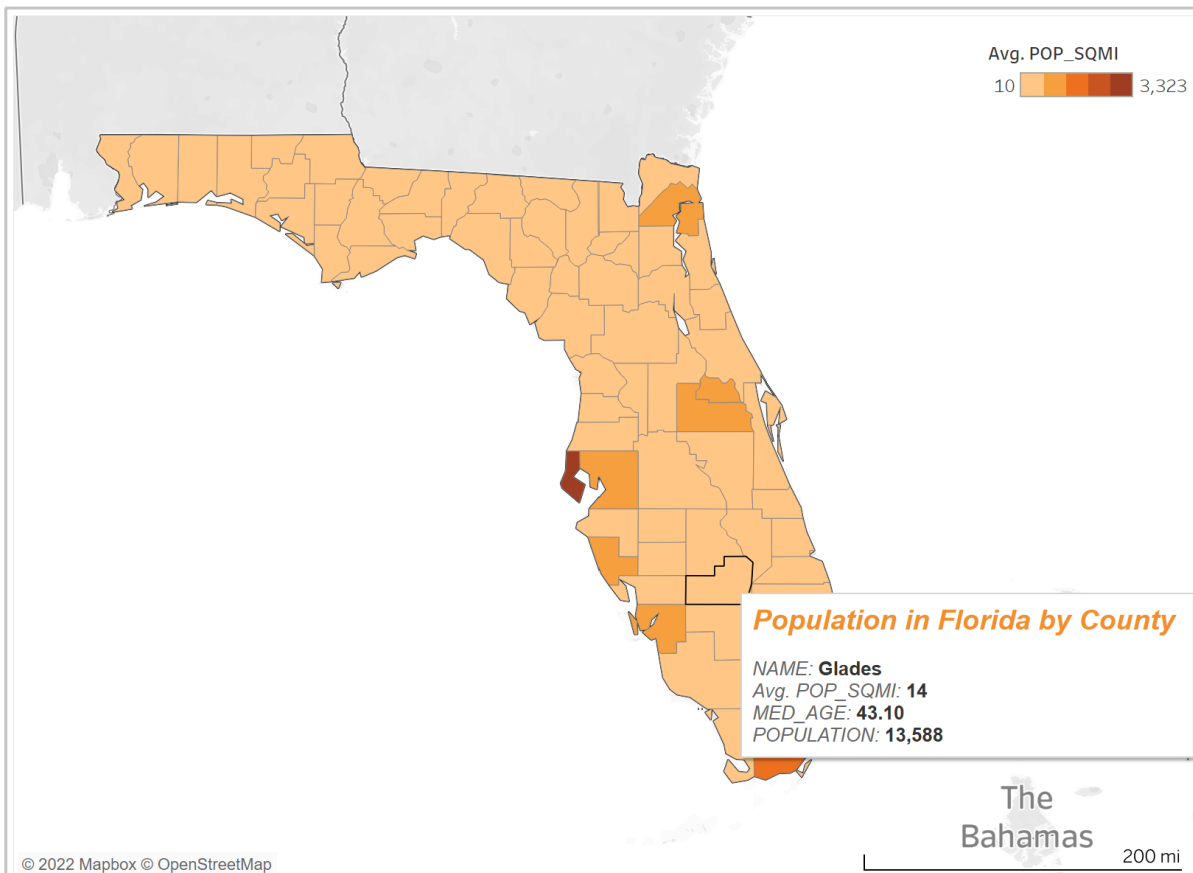 Avg. POP_SQMI
10 3,323
Population in Florida by County
NAME: Glades
Avg. POP_SQMI: 14
MED_AGE: 43.10
POPULATION: 13,588
The
Bahamas
200 mi
© 2022 Mapbox © OpenStreetMap